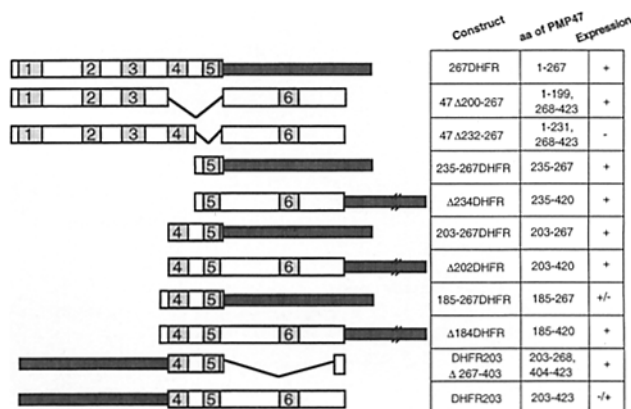 Construct aa of PMP47 Expression
1 2 3 4 5 267DHFR 1-267 +
1 2 3 6 47 Δ200-267 1-199, 268-423 +
1 2 3 4 6 47 Δ232-267 1-231, 268-423 -
5 235-267DHFR 235-267 +
5 6 Δ234DHFR 235-420 +
4 5 203-267DHFR 203-267 +
4 5 6 Δ202DHFR 203-420 +
4 5 185-267DHFR 185-267 +/-
4 5 6 Δ184DHFR 185-420 +
4 5 DHFR203 Δ 267-403 203-268, 404-423 +
4 5 6 DHFR203 203-423 -/+